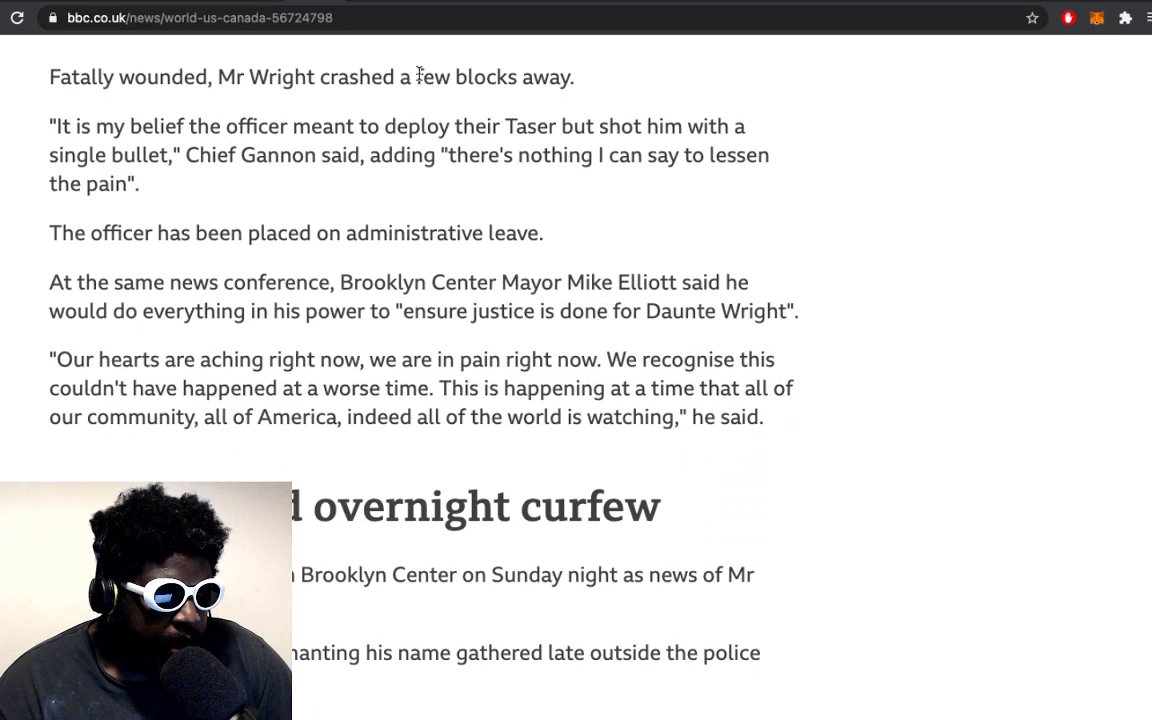 bbc.co.uk/news/world-us-canada-56724798
Fatally wounded, Mr Wright crashed a few blocks away.
"It is my belief the officer meant to deploy their Taser but shot him with a
single bullet," Chief Gannon said, adding "there's nothing I can say to lessen
the pain".
The officer has been placed on administrative leave.
At the same news conference, Brooklyn Center Mayor Mike Elliott said he
would do everything in his power to "ensure justice is done for Daunte Wright".
"Our hearts are aching right now, we are in pain right now. We recognise this
couldn't have happened at a worse time. This is happening at a time that all of
our community, all of America, indeed all of the world is watching," he said.
overnight curfew
Brooklyn Center on Sunday night as news of Mr
hanting his name gathered late outside the police